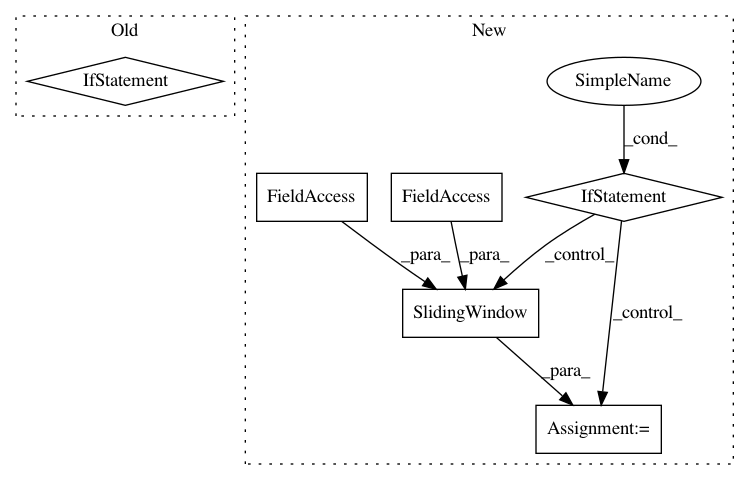 Old
New
IfStatement
SimpleName
_cond_
FieldAccess
FieldAccess
IfStatement
_para_
_para_
_control_
SlidingWindow
_control_
_para_
Assignment:=